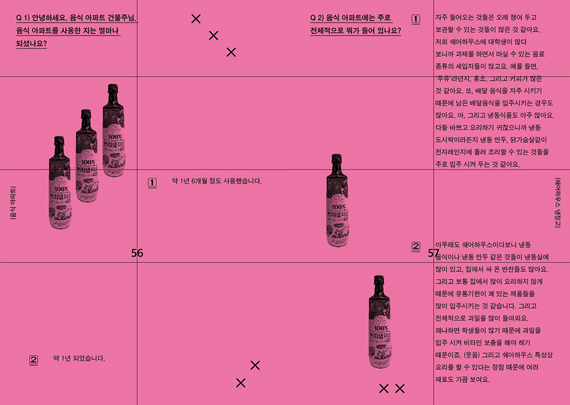 Q 1) 안녕하세요, 음식 아파트 건물주님,
음식 아파트를 사용한 지는 얼마나
되셨나요?
1
약 1년 6개월 정도 사용했습니다.
2
약 1년 되었습니다.
[음식 아파트]
56
100%
100%
100%
Q 2) 음식 아파트에는 주로
전체적으로 뭐가 들어 있나요?
1
자주 들어오는 것들은 오래 쟁여 두고
보관할 수 있는 것들이 많은 것 같아요.
저희 쉐어하우스에 대학생이 많다
보니까 과제를 하면서 마실 수 있는 음료
종류의 세입자들이 많고요. 예를 들면,
'우유'라던지, 홍초, 그리고 커피가 많은
것 같아요. 또, 배달 음식을 자주 시키기
때문에 남은 배달음식을 입주시키는 경우도
많아요. 아, 그리고 냉동식품도 아주 많아요.
다들 바쁘고 요리하기 귀찮으니까 냉동
도시락이라든지 냉동 만두, 닭가슴살같이
전자레인지에 돌려 조리할 수 있는 것들을
주로 입주 시켜 두는 것 같아요.
2
아무래도 쉐어하우스이다보니 냉동
음식이나 냉동 만두 같은 것들이 냉동실에
많이 있고, 집에서 싸 온 반찬들도 많아요.
그리고 보통 집에서 많이 요리하지 않게
때문에 유통기한이 꽤 있는 제품들을
많이 입주시키는 것 같습니다. 그리고
전체적으로 과일을 많이 들여와요.
왜냐하면 학생들이 많기 때문에 과일을
입주 시켜 비타민 보충을 해야 하기
때문이죠. (웃음) 그리고 쉐어하우스 특성상
요리를 할 수 있다는 장점 때문에 여러
재료도 가끔 보여요.
57
[쉐어하우스 냉장고]
100%
100%